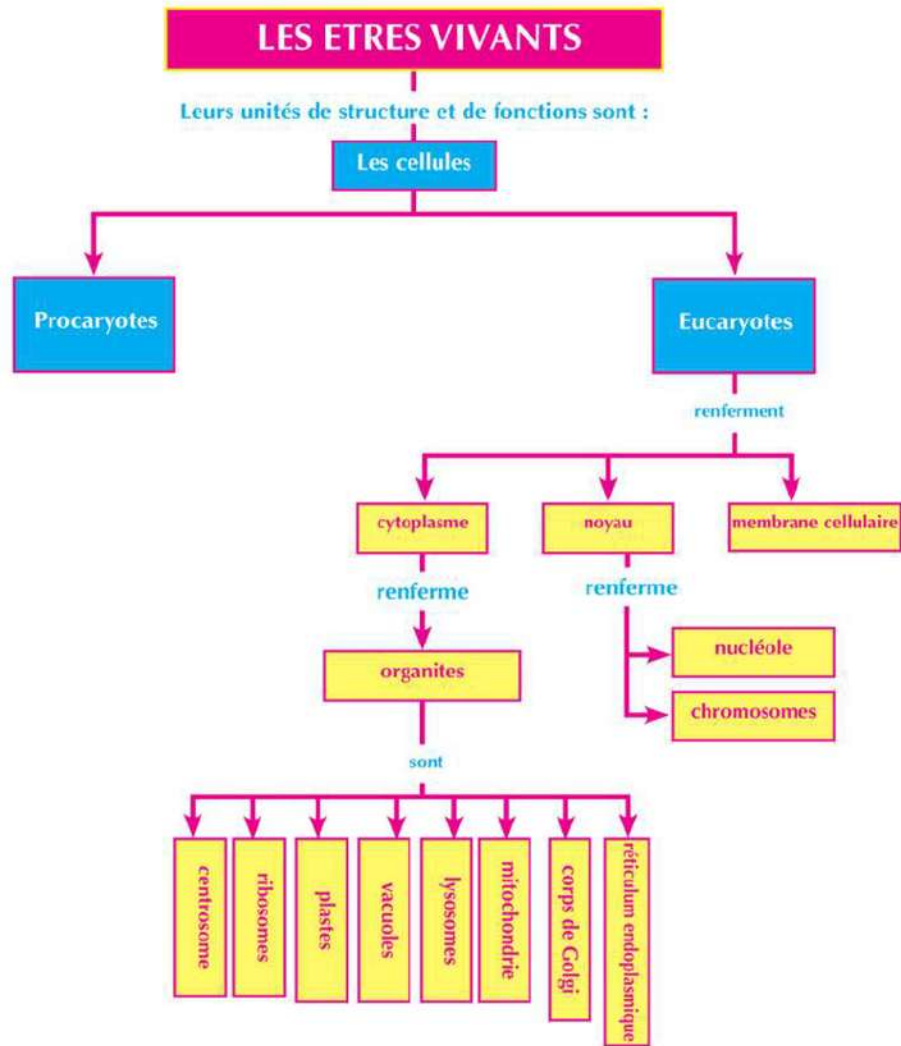 LES ETRES VIVANTS
Leurs unités de structure et de fonctions sont :
Les cellules
Procaryotes
Eucaryotes
renferment
cytoplasme
noyau
membrane cellulaire
renferme
renferme
organites
nucléole
chromosomes
sont
centrosome
ribosomes
plastes
vacuoles
lysosomes
mitochondrie
corps de Golgi
réticulum endoplasmique